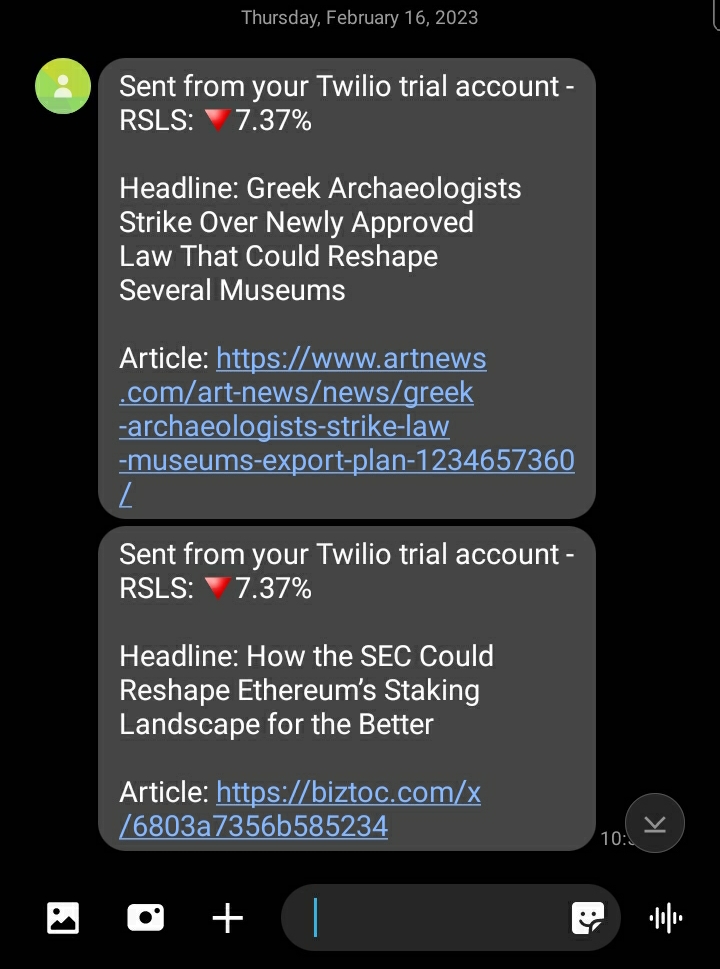 Thursday, February 16, 2023
Sent from your Twilio trial account -
RSLS: 🔻7.37%
Headline: Greek Archaeologists
Strike Over Newly Approved
Law That Could Reshape
Several Museums
Article: https://www.artnews
.com/art-news/news/greek
-archaeologists-strike-law
-museums-export-plan-1234657360
/
Sent from your Twilio trial account -
RSLS: 🔻7.37%
Headline: How the SEC Could
Reshape Ethereum’s Staking
Landscape for the Better
Article: https://biztoc.com/x
/6803a7356b585234